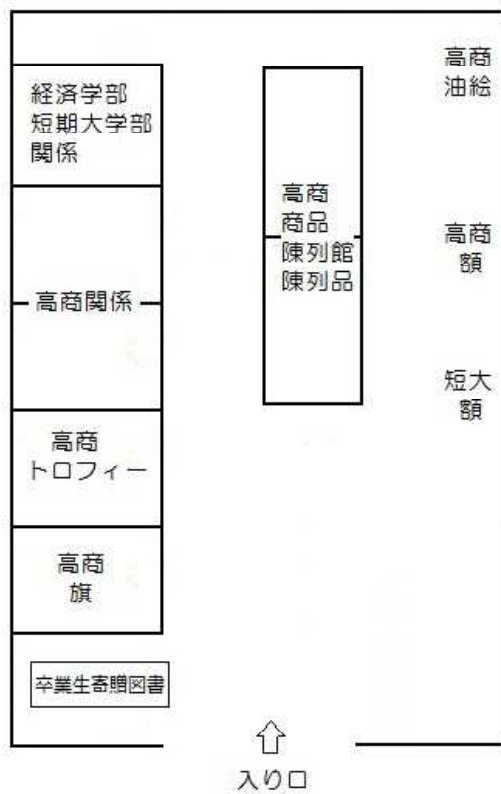 経済学部
短期大学部
関係
高商関係
高商
トロフィー
高商
旗
卒業生寄贈図書
高商
商品
陳列館
陳列品
高商
油絵
高商
額
短大
額
入り口